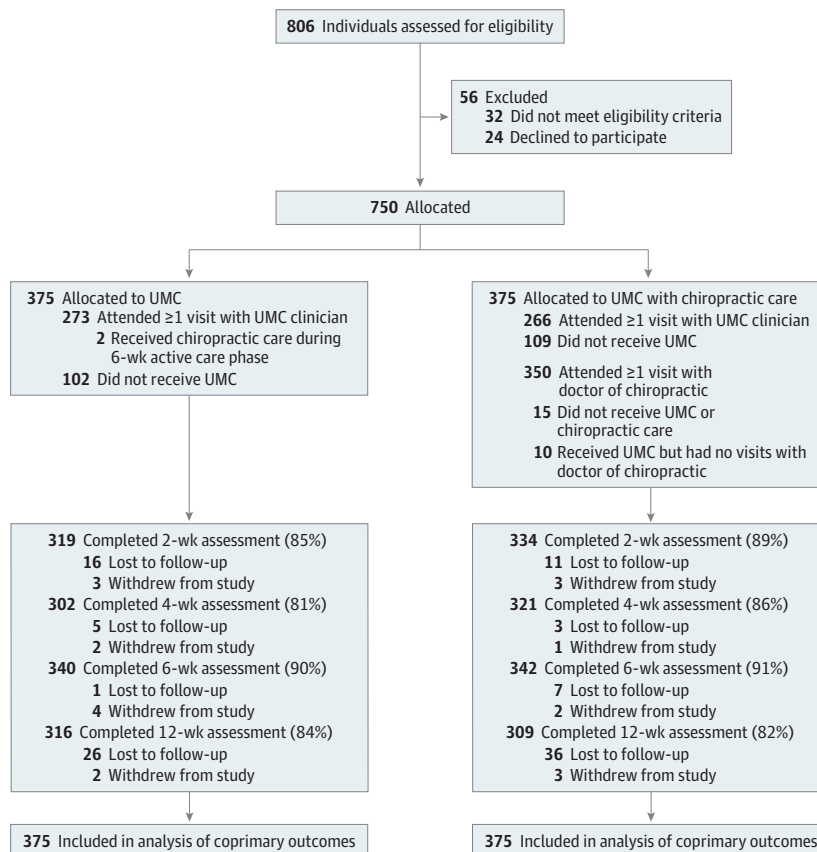 806 Individuals assessed for eligibility
56 Excluded
32 Did not meet eligibility criteria
24 Declined to participate
750 Allocated
375 Allocated to UMC
273 Attended ≥1 visit with UMC clinician
2 Received chiropractic care during
6-wk active care phase
102 Did not receive UMC
375 Allocated to UMC with chiropractic care
266 Attended ≥1 visit with UMC clinician
109 Did not receive UMC
350 Attended ≥1 visit with
doctor of chiropractic
15 Did not receive UMC or
chiropractic care
10 Received UMC but had no visits with
doctor of chiropractic
319 Completed 2-wk assessment (85%)
16 Lost to follow-up
3 Withdrew from study
302 Completed 4-wk assessment (81%)
5 Lost to follow-up
2 Withdrew from study
340 Completed 6-wk assessment (90%)
1 Lost to follow-up
4 Withdrew from study
316 Completed 12-wk assessment (84%)
26 Lost to follow-up
2 Withdrew from study
334 Completed 2-wk assessment (89%)
11 Lost to follow-up
3 Withdrew from study
321 Completed 4-wk assessment (86%)
3 Lost to follow-up
1 Withdrew from study
342 Completed 6-wk assessment (91%)
7 Lost to follow-up
2 Withdrew from study
309 Completed 12-wk assessment (82%)
36 Lost to follow-up
3 Withdrew from study
375 Included in analysis of coprimary outcomes
375 Included in analysis of coprimary outcomes